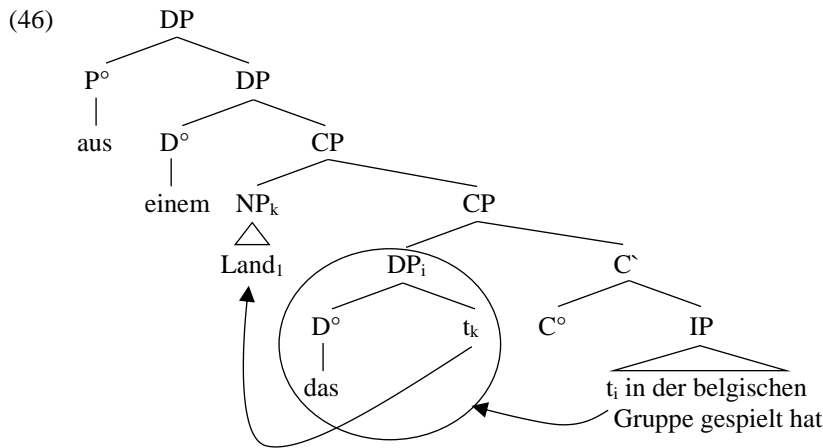 (46) DP
P° DP
aus D° CP
einem NPk CP
Land1 DPi C`
D° tk C° IP
das ti in der belgischen
Gruppe gespielt hat